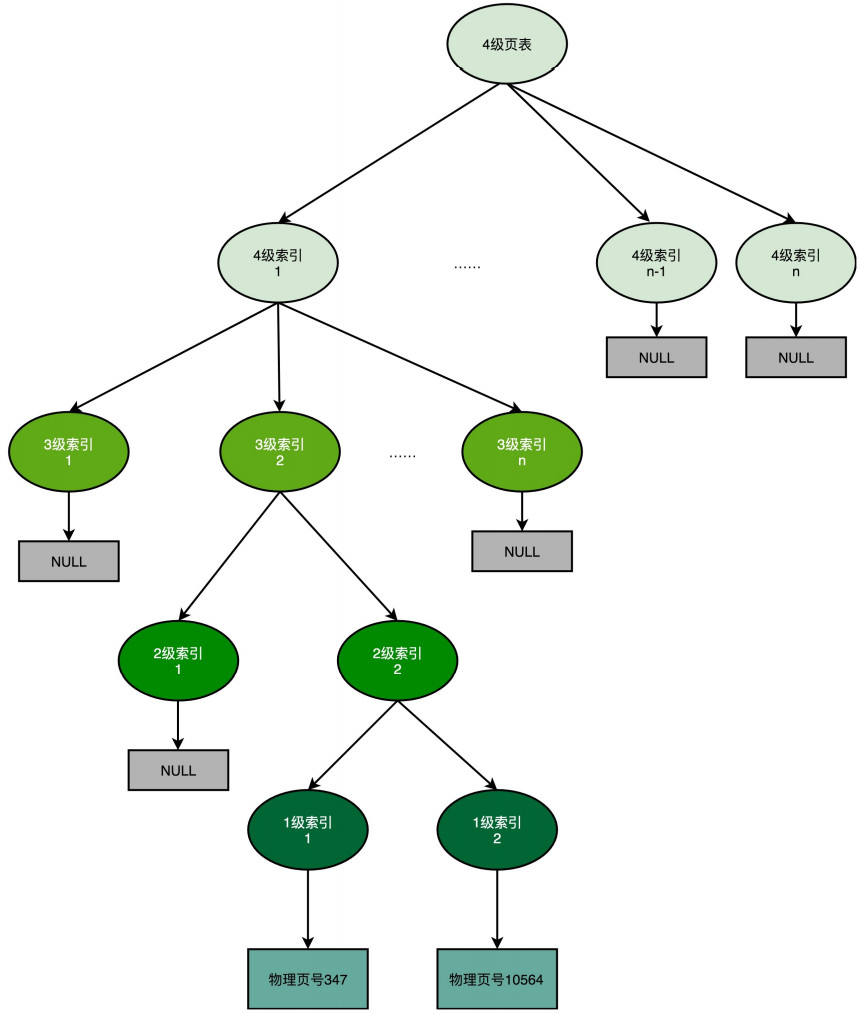 4级页表
4级索引
1
......
4级索引
n-1
4级索引
n
NULL
NULL
3级索引
1
3级索引
2
......
3级索引
n
NULL
NULL
2级索引
1
2级索引
2
NULL
1级索引
1
1级索引
2
物理页号347
物理页号10564